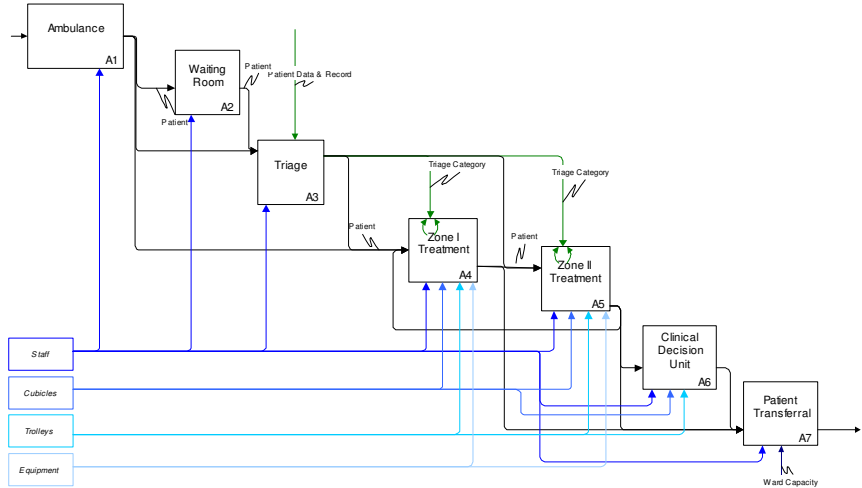 Ambulance
A1
Waiting
Room
A2
Patient
Patient
Patient Data & Record
Triage
A3
Triage Category
Triage Category
Patient
Zone I
Treatment
A4
Patient
Zone II
Treatment
A5
Staff
Cubicles
Trolleys
Equipment
Clinical
Decision
Unit
A6
Patient
Transferral
A7
Ward Capacity